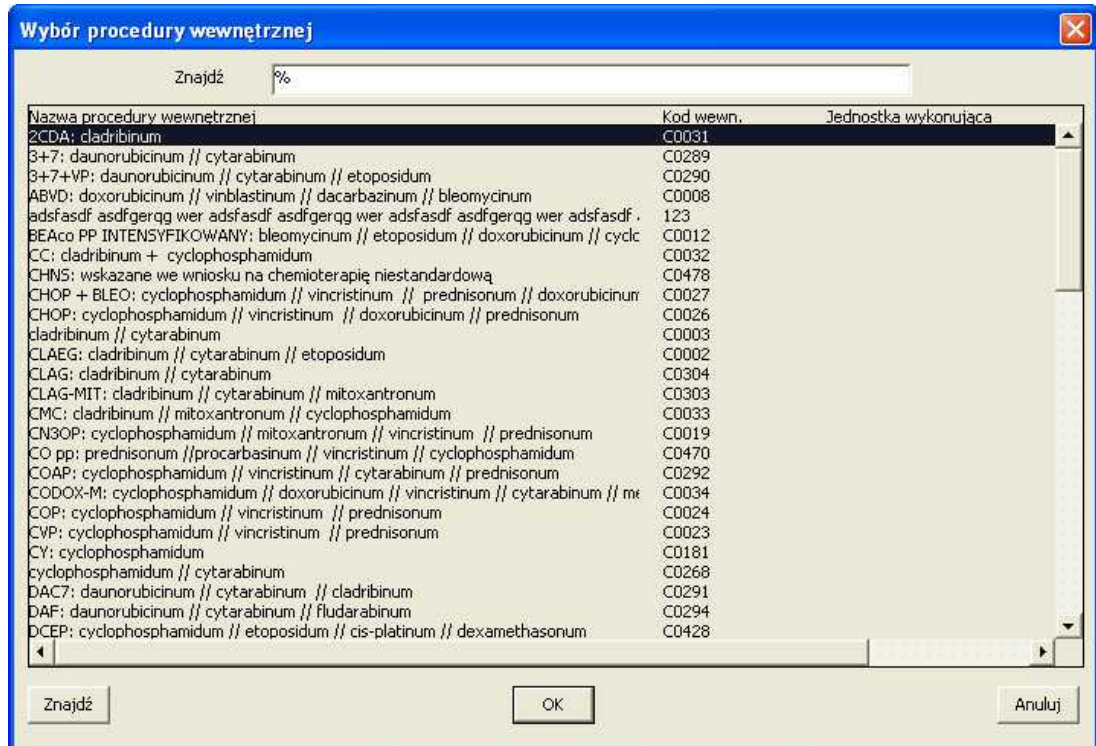 Wybór procedury wewnętrznej
Znajdź %
Nazwa procedury wewnętrznej Kod wewn. Jednostka wykonująca
2CDA: cladribinum C0031
3+7: daunorubicinum // cytarabinum C0289
3+7+VP: daunorubicinum // cytarabinum // etoposidum C0290
ABVD: doxorubicinum // vinblastinum // dacarbazinum // bleomycinum C0008
adsfasdf asdfgerqg wer adsfasdf asdfgerqg wer adsfasdf asdfgerqg wer adsfasdf . 123
BEAco PP INTENSYFIKOWANY: bleomycinum // etoposidum // doxorubicinum // cyclc C0012
CC: cladribinum + cyclophosphamidum C0032
CHNS: wskazane we wniosku na chemioterapię niestandardową C0478
CHOP + BLEO: cyclophosphamidum // vincristinum // prednisonum // doxorubicinum C0027
CHOP: cyclophosphamidum // vincristinum // doxorubicinum // prednisonum C0026
cladribinum // cytarabinum C0003
CLAEG: cladribinum // cytarabinum // etoposidum C0002
CLAG: cladribinum // cytarabinum C0304
CLAG-MIT: cladribinum // cytarabinum // mitoxantronum C0303
CMC: cladribinum // mitoxantronum // cyclophosphamidum C0033
CN3OP: cyclophosphamidum // mitoxantronum // vincristinum // prednisonum C0019
CO pp: prednisonum //procarbasinum // vincristinum // cyclophosphamidum C0470
COAP: cyclophosphamidum // vincristinum // cytarabinum // prednisonum C0292
CODOX-M: cyclophosphamidum // doxorubicinum // vincristinum // cytarabinum // me C0034
COP: cyclophosphamidum // vincristinum // prednisonum C0024
CVP: cyclophosphamidum // vincristinum // prednisonum C0023
CY: cyclophosphamidum C0181
cyclophosphamidum // cytarabinum C0268
DAC7: daunorubicinum // cytarabinum // cladribinum C0291
DAF: daunorubicinum // cytarabinum // fludarabinum C0294
DCEP: cyclophosphamidum // etoposidum // cis-platinum // dexamethasonum C0428
Znajdź OK Anuluj